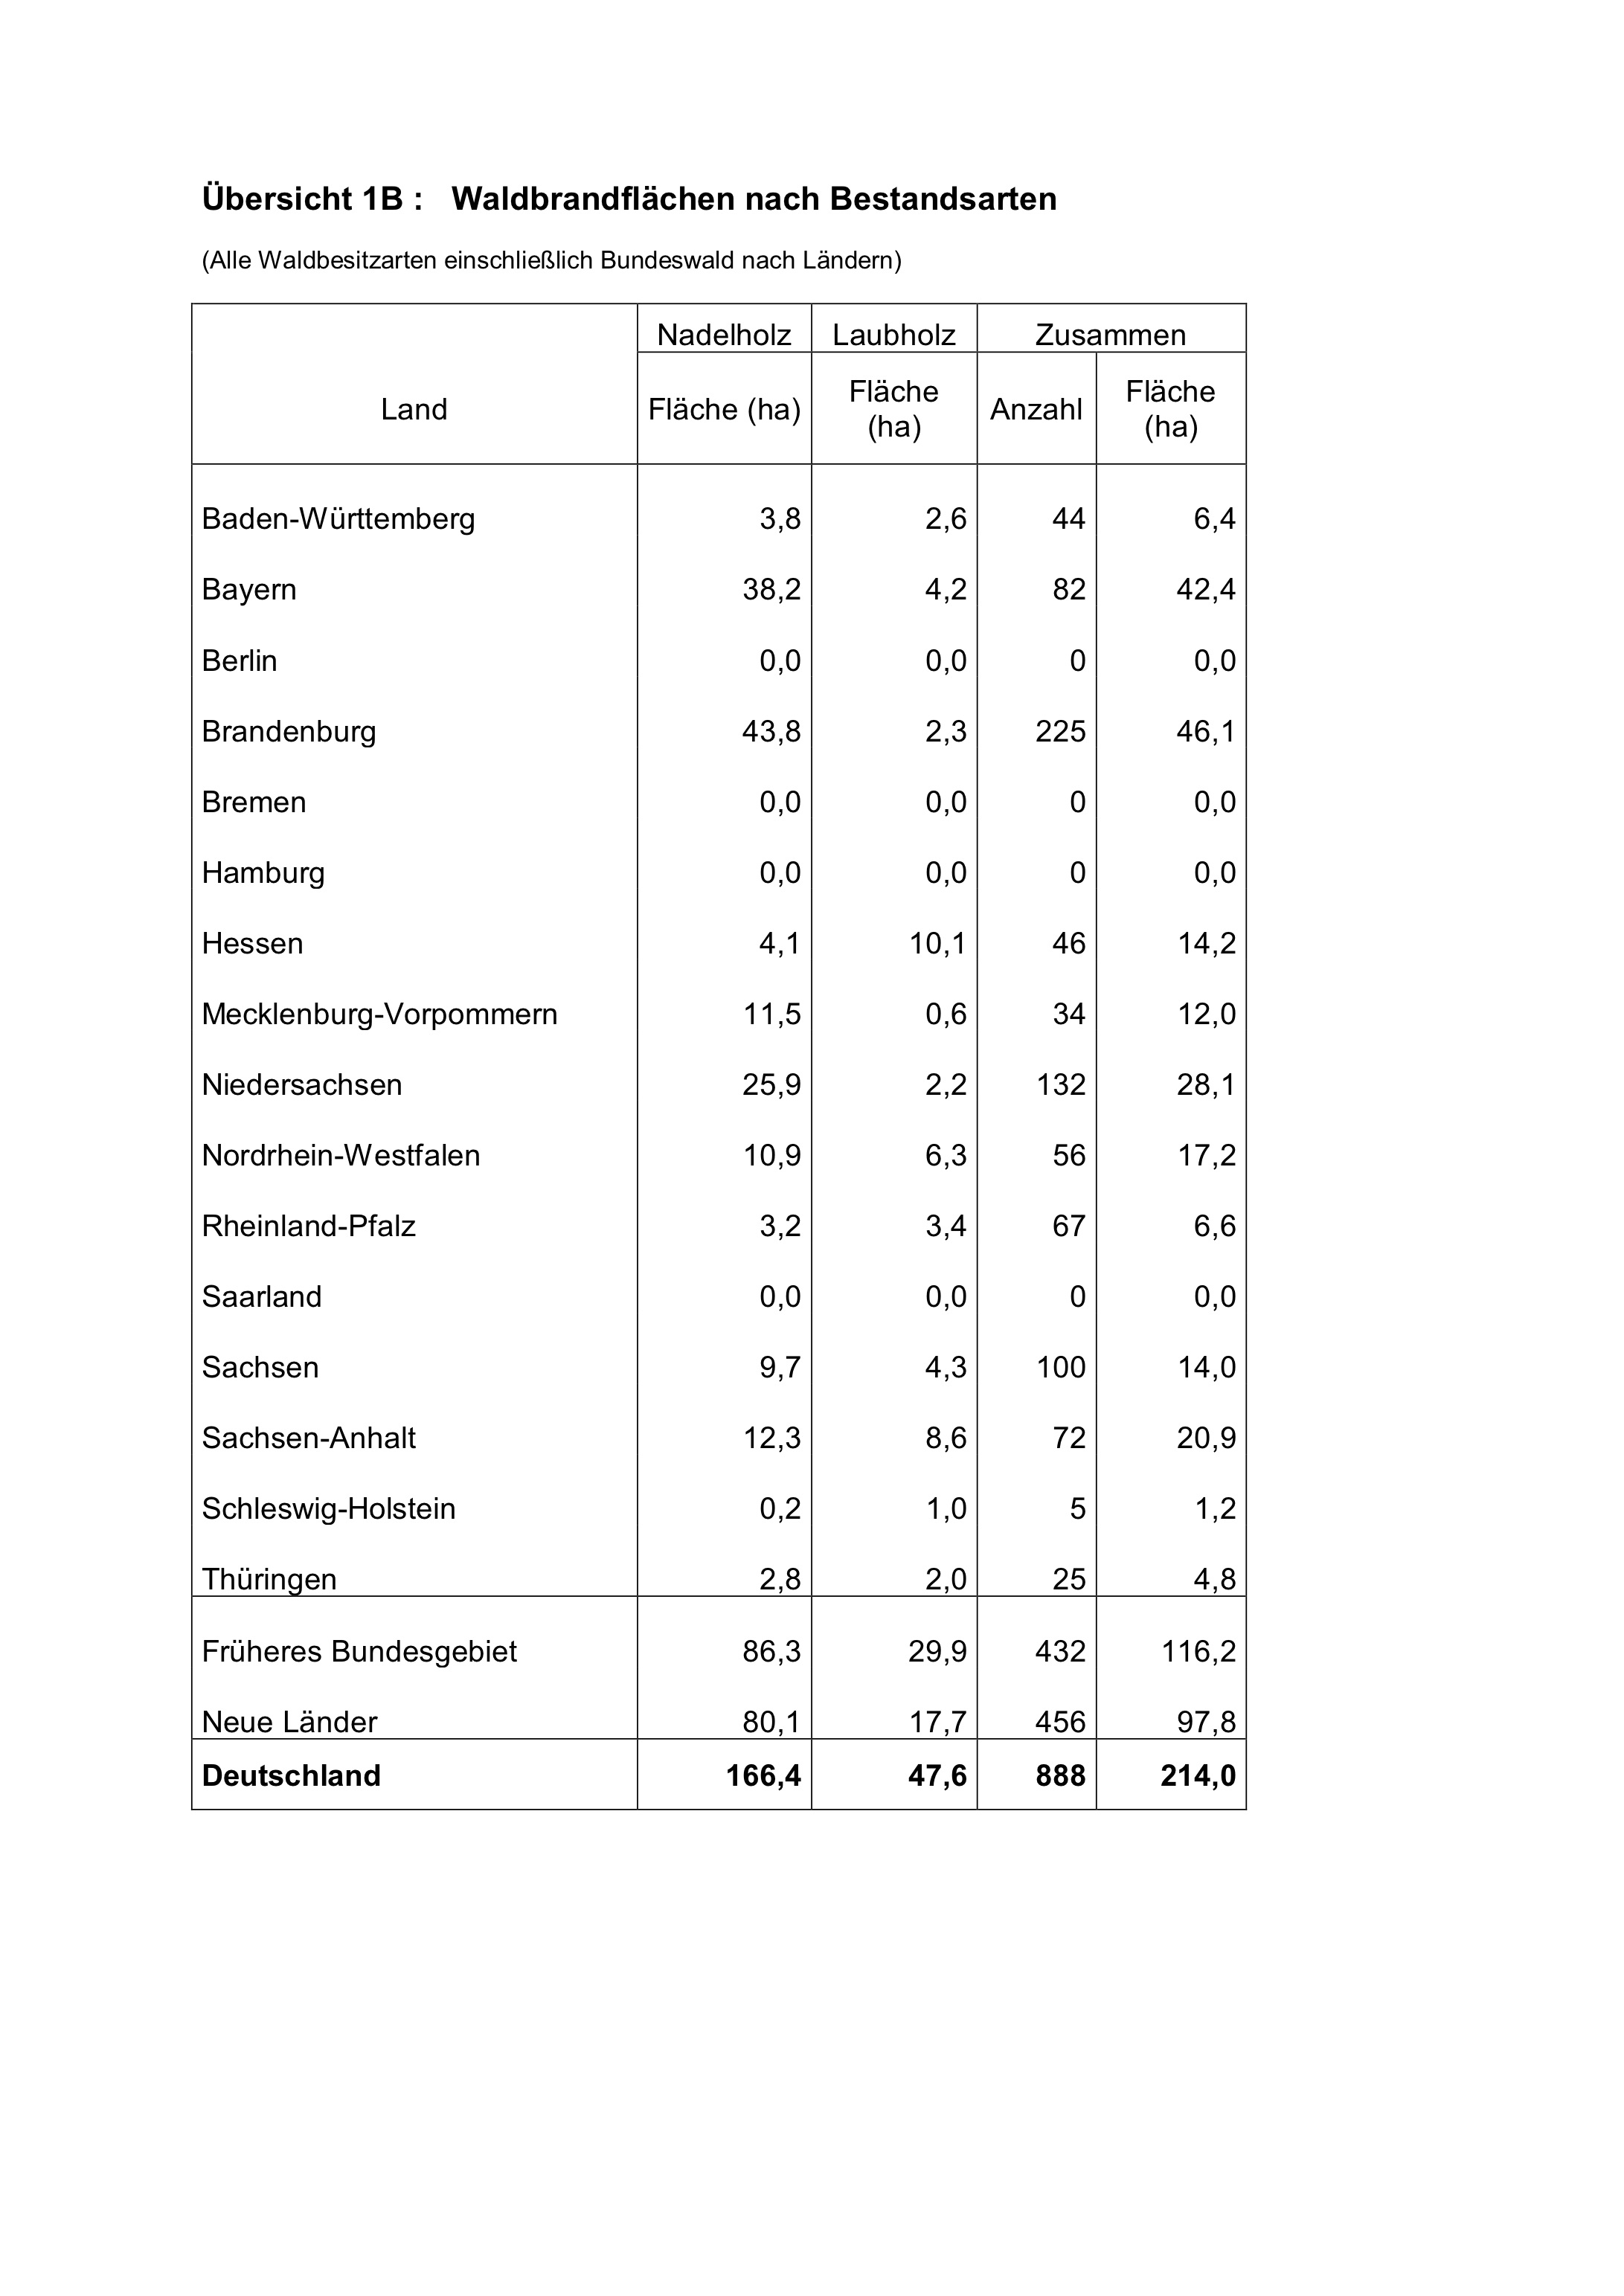 Übersicht 1B : Waldbrandflächen nach Bestandsarten
(Alle Waldbesitzarten einschließlich Bundeswald nach Ländern)
Nadelholz Laubholz Zusammen
Land Fläche (ha) Fläche (ha) Anzahl Fläche (ha)
Baden-Württemberg 3,8 2,6 44 6,4
Bayern 38,2 4,2 82 42,4
Berlin 0,0 0,0 0 0,0
Brandenburg 43,8 2,3 225 46,1
Bremen 0,0 0,0 0 0,0
Hamburg 0,0 0,0 0 0,0
Hessen 4,1 10,1 46 14,2
Mecklenburg-Vorpommern 11,5 0,6 34 12,0
Niedersachsen 25,9 2,2 132 28,1
Nordrhein-Westfalen 10,9 6,3 56 17,2
Rheinland-Pfalz 3,2 3,4 67 6,6
Saarland 0,0 0,0 0 0,0
Sachsen 9,7 4,3 100 14,0
Sachsen-Anhalt 12,3 8,6 72 20,9
Schleswig-Holstein 0,2 1,0 5 1,2
Thüringen 2,8 2,0 25 4,8
Früheres Bundesgebiet 86,3 29,9 432 116,2
Neue Länder 80,1 17,7 456 97,8
Deutschland 166,4 47,6 888 214,0